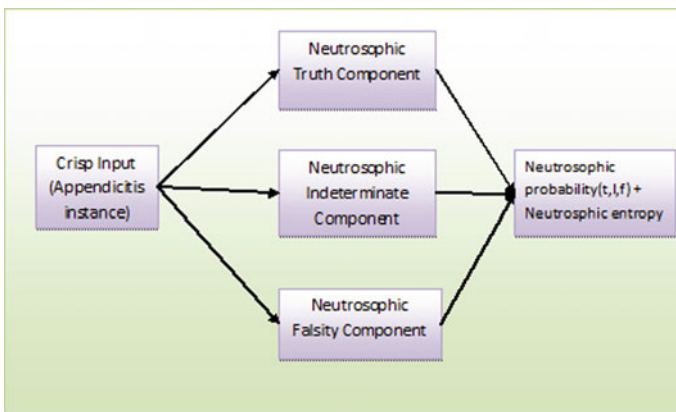 Neutrosophic
Truth Component
Crisp Input
(Appendicitis
instance)
Neutrosophic
Indeterminate
Component
Neutrosophic
probability(t,I,f) +
Neutrosphic entropy
Neutrosophic
Falsity Component